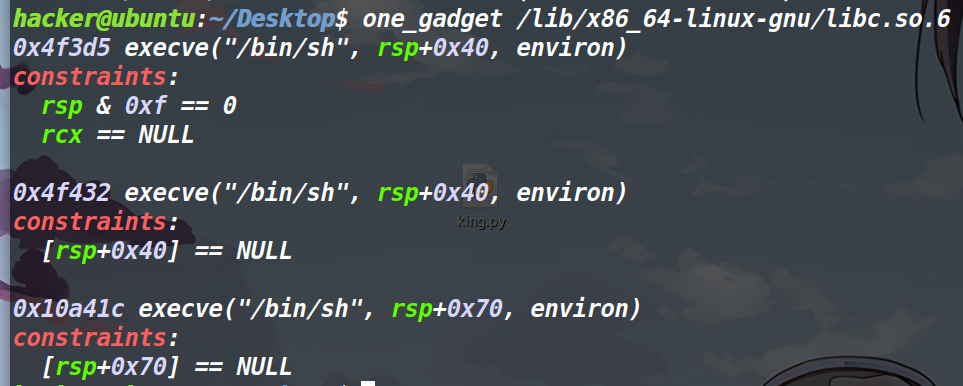 hacker@ubuntu:~/Desktop$ one_gadget /lib/x86_64-linux-gnu/libc.so.6
0x4f3d5 execve("/bin/sh", rsp+0x40, environ)
constraints:
  rsp & 0xf == 0
  rcx == NULL
0x4f432 execve("/bin/sh", rsp+0x40, environ)
constraints:
  [rsp+0x40] == NULL
king.py
0x10a41c execve("/bin/sh", rsp+0x70, environ)
constraints:
  [rsp+0x70] == NULL